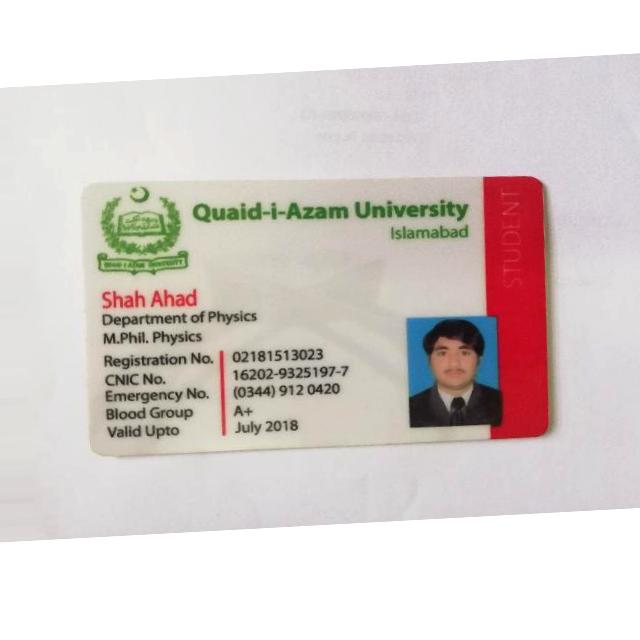 Quaid-i-Azam University
Islamabad
QUAID-I-AZAM UNIVERSITY
STUDENT
Shah Ahad
Department of Physics
M.Phil. Physics
Registration No. 02181513023
CNIC No. 16202-9325197-7
Emergency No. (0344) 912 0420
Blood Group A+
Valid Upto July 2018